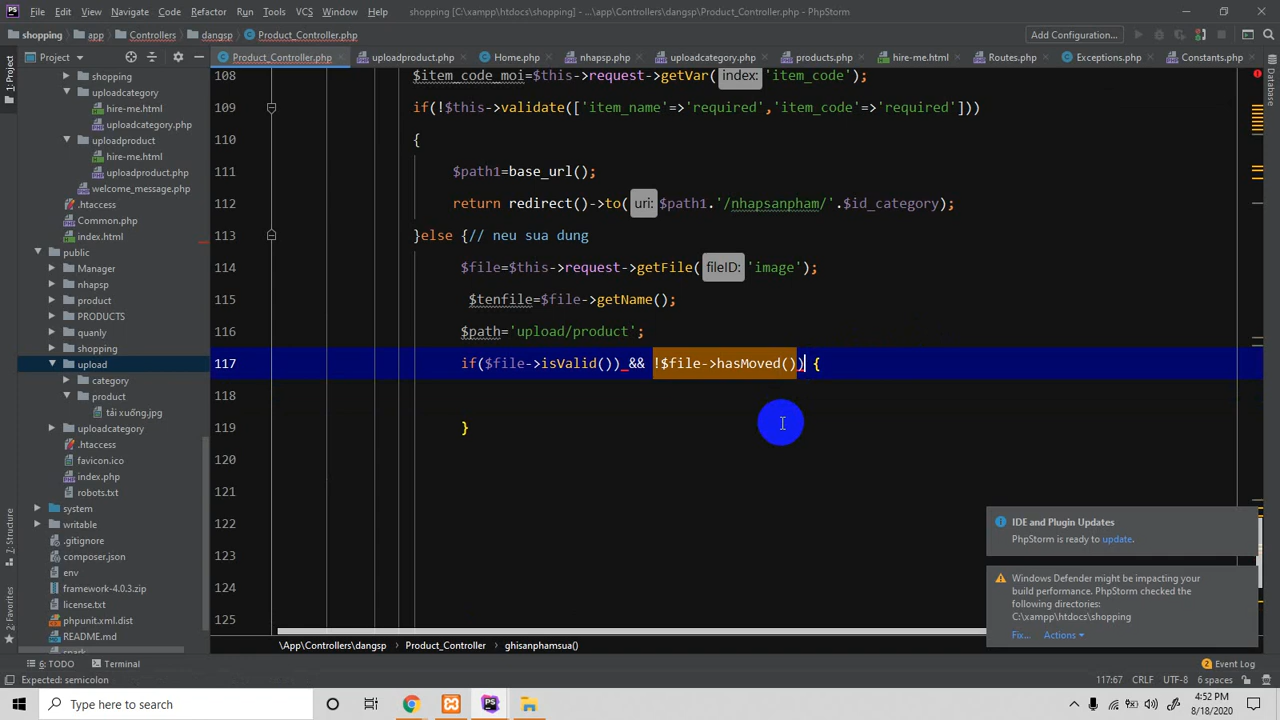 shopping [C:\xampp\htdocs\shopping] - ...\app\Controllers\dangsp\Product_Controller.php - PhpStorm
File Edit View Navigate Code Refactor Run Tools VCS Window Help
shopping app Controllers dangsp Product_Controller.php
Add Configuration...
Project
Product_Controller.php uploadproduct.php Home.php nhapsp.php uploadcategory.php products.php hire-me.html Routes.php Exceptions.php Constants.php
1: Project
7: Structure
2: Favorites
Database
shopping
uploadcategory
hire-me.html
uploadcategory.php
uploadproduct
hire-me.html
uploadproduct.php
welcome_message.php
.htaccess
Common.php
index.html
public
Manager
nhapsp
product
PRODUCTS
quanly
shopping
upload
category
product
tải xuống.jpg
uploadcategory
.htaccess
favicon.ico
index.php
robots.txt
system
writable
.gitignore
composer.json
env
framework-4.0.3.zip
license.txt
phpunit.xml.dist
README.md
spark
108 $item_code_moi=$this->request->getVar( index: 'item_code');
109 if(!$this->validate(['item_name'=>'required','item_code'=>'required']))
110 {
111 $path1=base_url();
112 return redirect()->to( uri: $path1.'/nhapsanpham/'.$id_category);
113 }else {// neu sua dung
114 $file=$this->request->getFile( fileID: 'image');
115 $tenfile=$file->getName();
116 $path='upload/product';
117 if($file->isValid()) && !$file->hasMoved()) {
118
119 }
120
121
122
123
124
125
IDE and Plugin Updates
PhpStorm is ready to update.
Windows Defender might be impacting your
build performance. PhpStorm checked the
following directories:
C:\xampp\htdocs\shopping
Fix... Actions
\App\Controllers\dangsp Product_Controller ghisanphamsua()
6: TODO Terminal
2 Event Log
Expected: semicolon
117:67 CRLF UTF-8 6 spaces
Type here to search
4:52 PM
8/18/2020